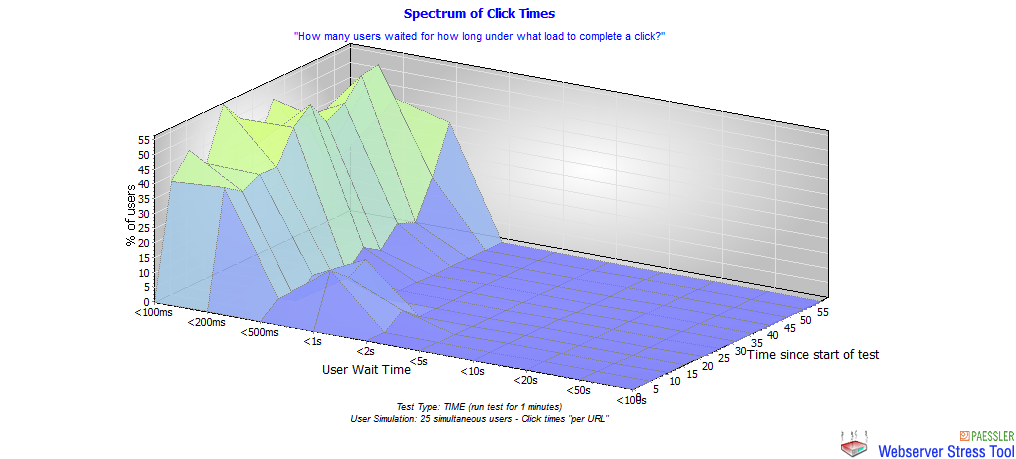 Spectrum of Click Times
"How many users waited for how long under what load to complete a click?"
55
50
45
40
35
30
25
20
15
10
5
0
% of users
<100ms
<200ms
<500ms
<1s
<2s
<5s
<10s
<20s
<50s
<100s
User Wait Time
0
5
10
15
20
25
30
35
40
45
50
55
Time since start of test
Test Type: TIME (run test for 1 minutes)
User Simulation: 25 simultaneous users - Click times "per URL"
PAESSLER
Webserver Stress Tool